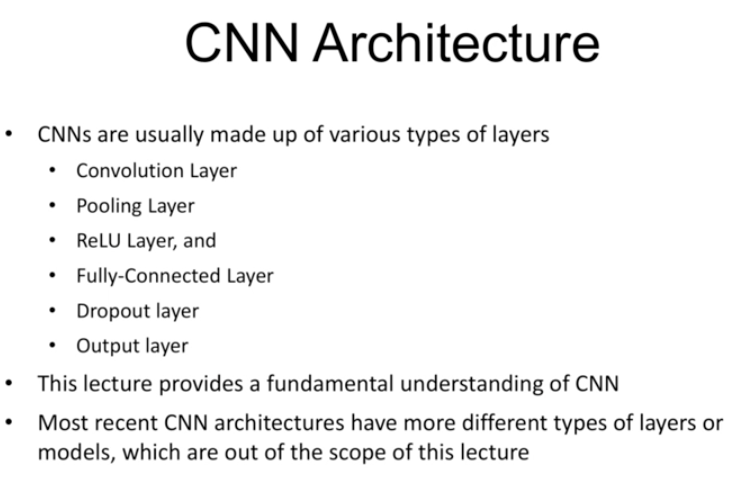 CNN Architecture
• CNNs are usually made up of various types of layers
• Convolution Layer
• Pooling Layer
• ReLU Layer, and
• Fully-Connected Layer
• Dropout layer
• Output layer
• This lecture provides a fundamental understanding of CNN
• Most recent CNN architectures have more different types of layers or
models, which are out of the scope of this lecture